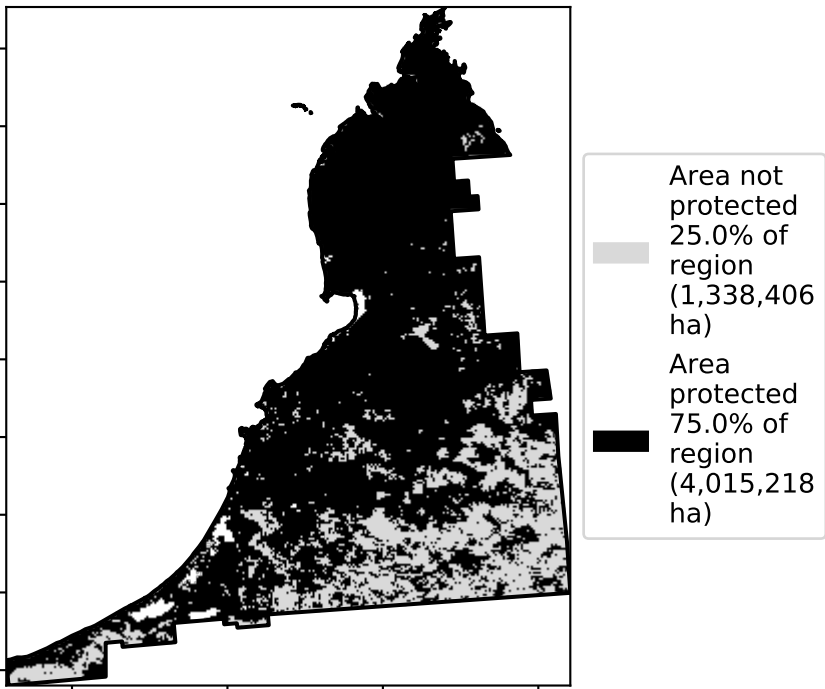 Area not
protected
25.0% of
region
(1,338,406
ha)
Area
protected
75.0% of
region
(4,015,218
ha)